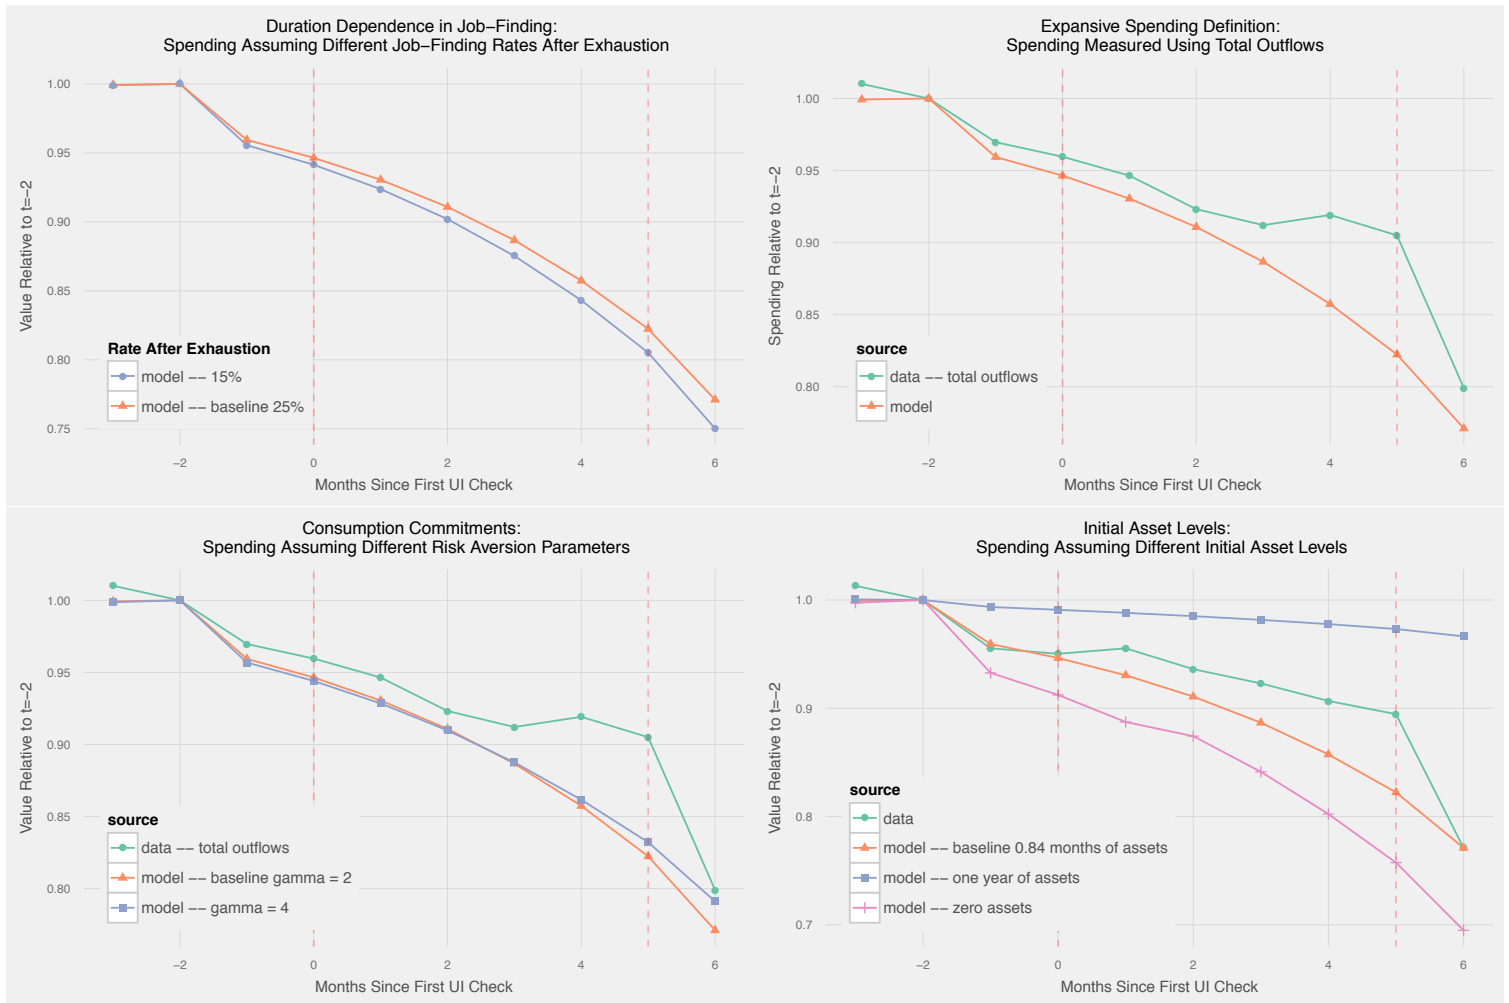 Duration Dependence in Job−Finding:
Spending Assuming Different Job−Finding Rates After Exhaustion
Value Relative to t=−2
1.00
0.95
0.90
0.85
0.80
0.75
Rate After Exhaustion
model −− 15%
model −− baseline 25%
−2 0 2 4 6
Months Since First UI Check
Expansive Spending Definition:
Spending Measured Using Total Outflows
Spending Relative to t=−2
1.00
0.95
0.90
0.85
0.80
source
data −− total outflows
model
−2 0 2 4 6
Months Since First UI Check
Consumption Commitments:
Spending Assuming Different Risk Aversion Parameters
Value Relative to t=−2
1.00
0.95
0.90
0.85
0.80
source
data −− total outflows
model −− baseline gamma = 2
model −− gamma = 4
−2 0 2 4 6
Months Since First UI Check
Initial Asset Levels:
Spending Assuming Different Initial Asset Levels
Value Relative to t=−2
1.0
0.9
0.8
0.7
source
data
model −− baseline 0.84 months of assets
model −− one year of assets
model −− zero assets
−2 0 2 4 6
Months Since First UI Check